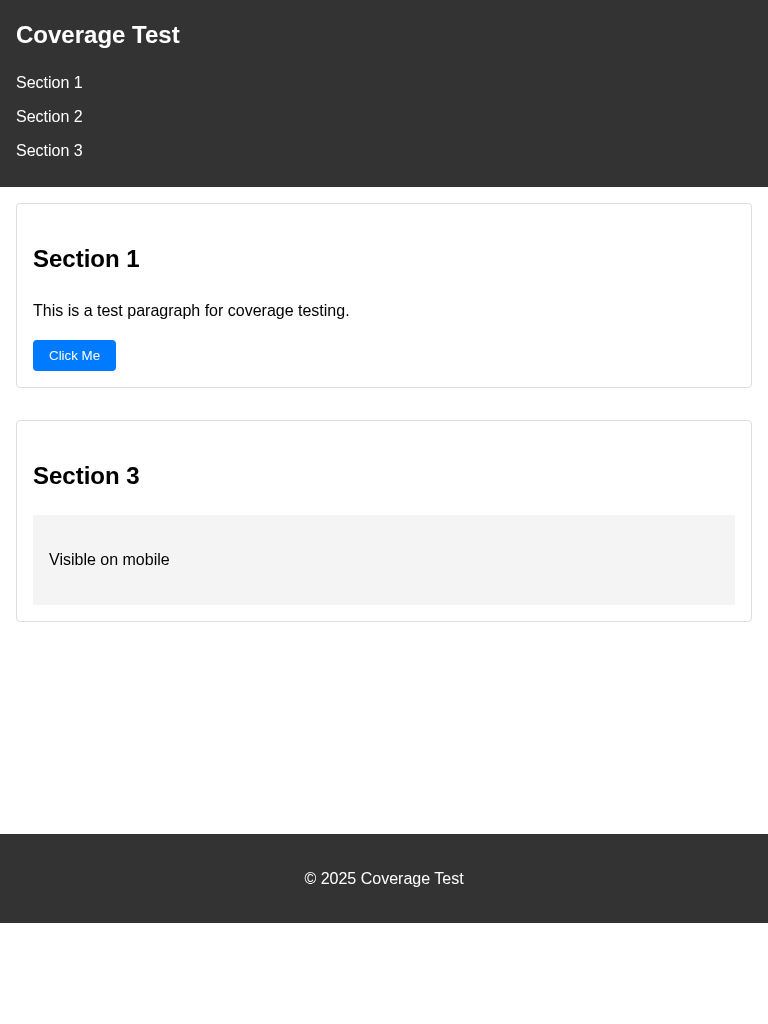 Coverage Test
Section 1
Section 2
Section 3
Section 1
This is a test paragraph for coverage testing.
Click Me
Section 3
Visible on mobile
© 2025 Coverage Test